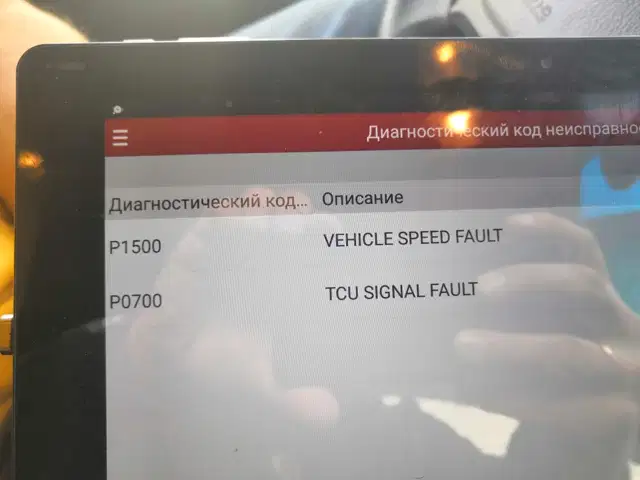 Диагностический код неисправно
Диагностический код... Описание
P1500 VEHICLE SPEED FAULT
P0700 TCU SIGNAL FAULT